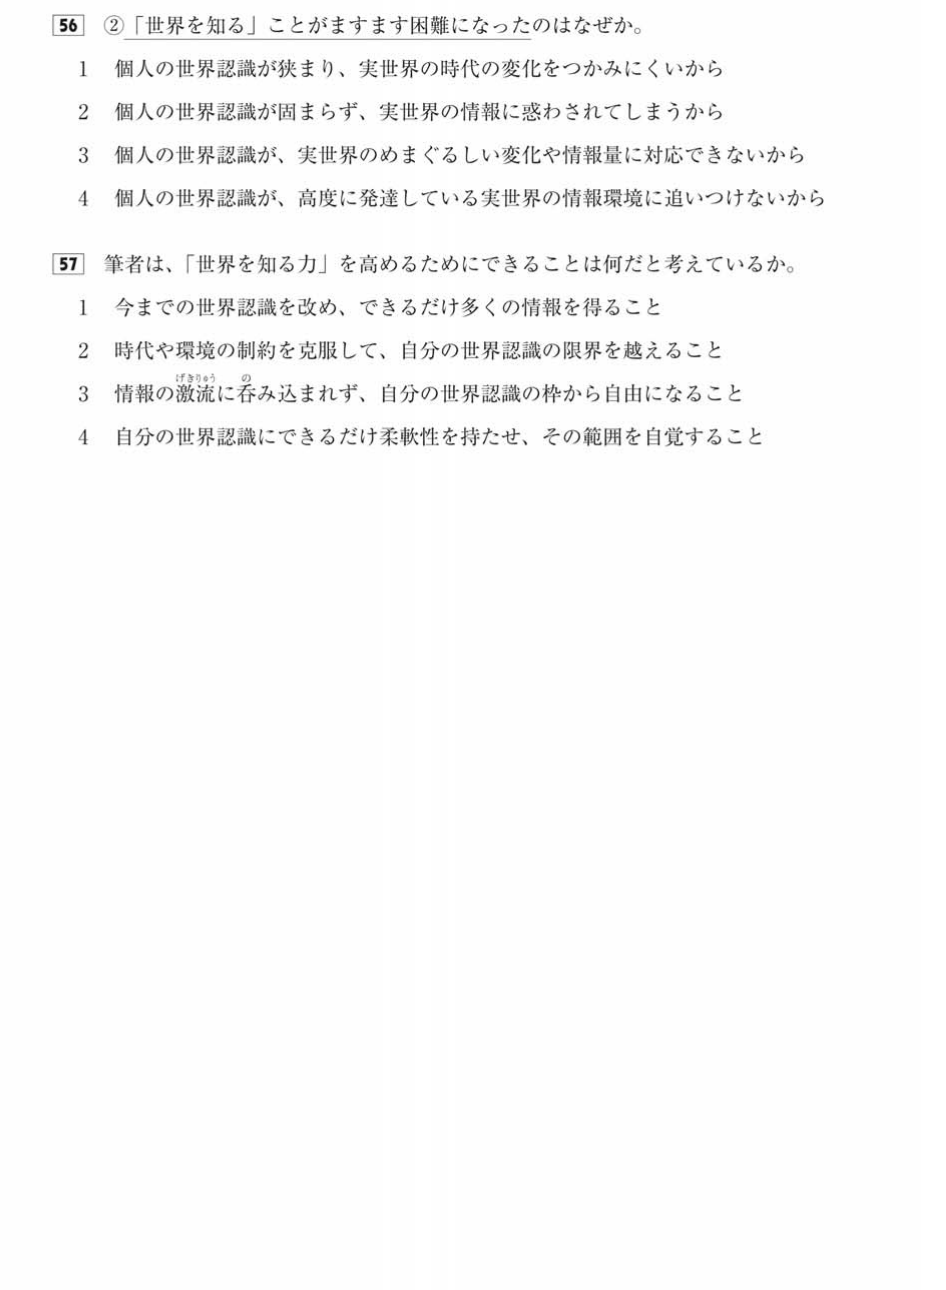 56 ②「世界を知る」ことがますます困難になったのはなぜか。
1 個人の世界認識が狭まり、実世界の時代の変化をつかみにくいから
2 個人の世界認識が固まらず、実世界の情報に惑わされてしまうから
3 個人の世界認識が、実世界のめまぐるしい変化や情報量に対応できないから
4 個人の世界認識が、高度に発達している実世界の情報環境に追いつけないから
57 筆者は、「世界を知る力」を高めるためにできることは何だと考えているか。
1 今までの世界認識を改め、できるだけ多くの情報を得ること
2 時代や環境の制約を克服して、自分の世界認識の限界を越えること
げきりゅう の
3 情報の激流に呑み込まれず、自分の世界認識の枠から自由になること
4 自分の世界認識にできるだけ柔軟性を持たせ、その範囲を自覚すること